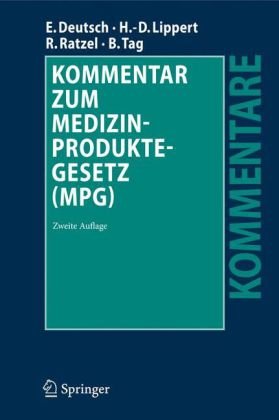 E. Deutsch • H.-D. Lippert
R. Ratzel • B. Tag
KOMMENTAR
ZUM
MEDIZIN-
PRODUKTE-
GESETZ
(MPG)
Zweite Auflage
KOMMENTARE
Springer